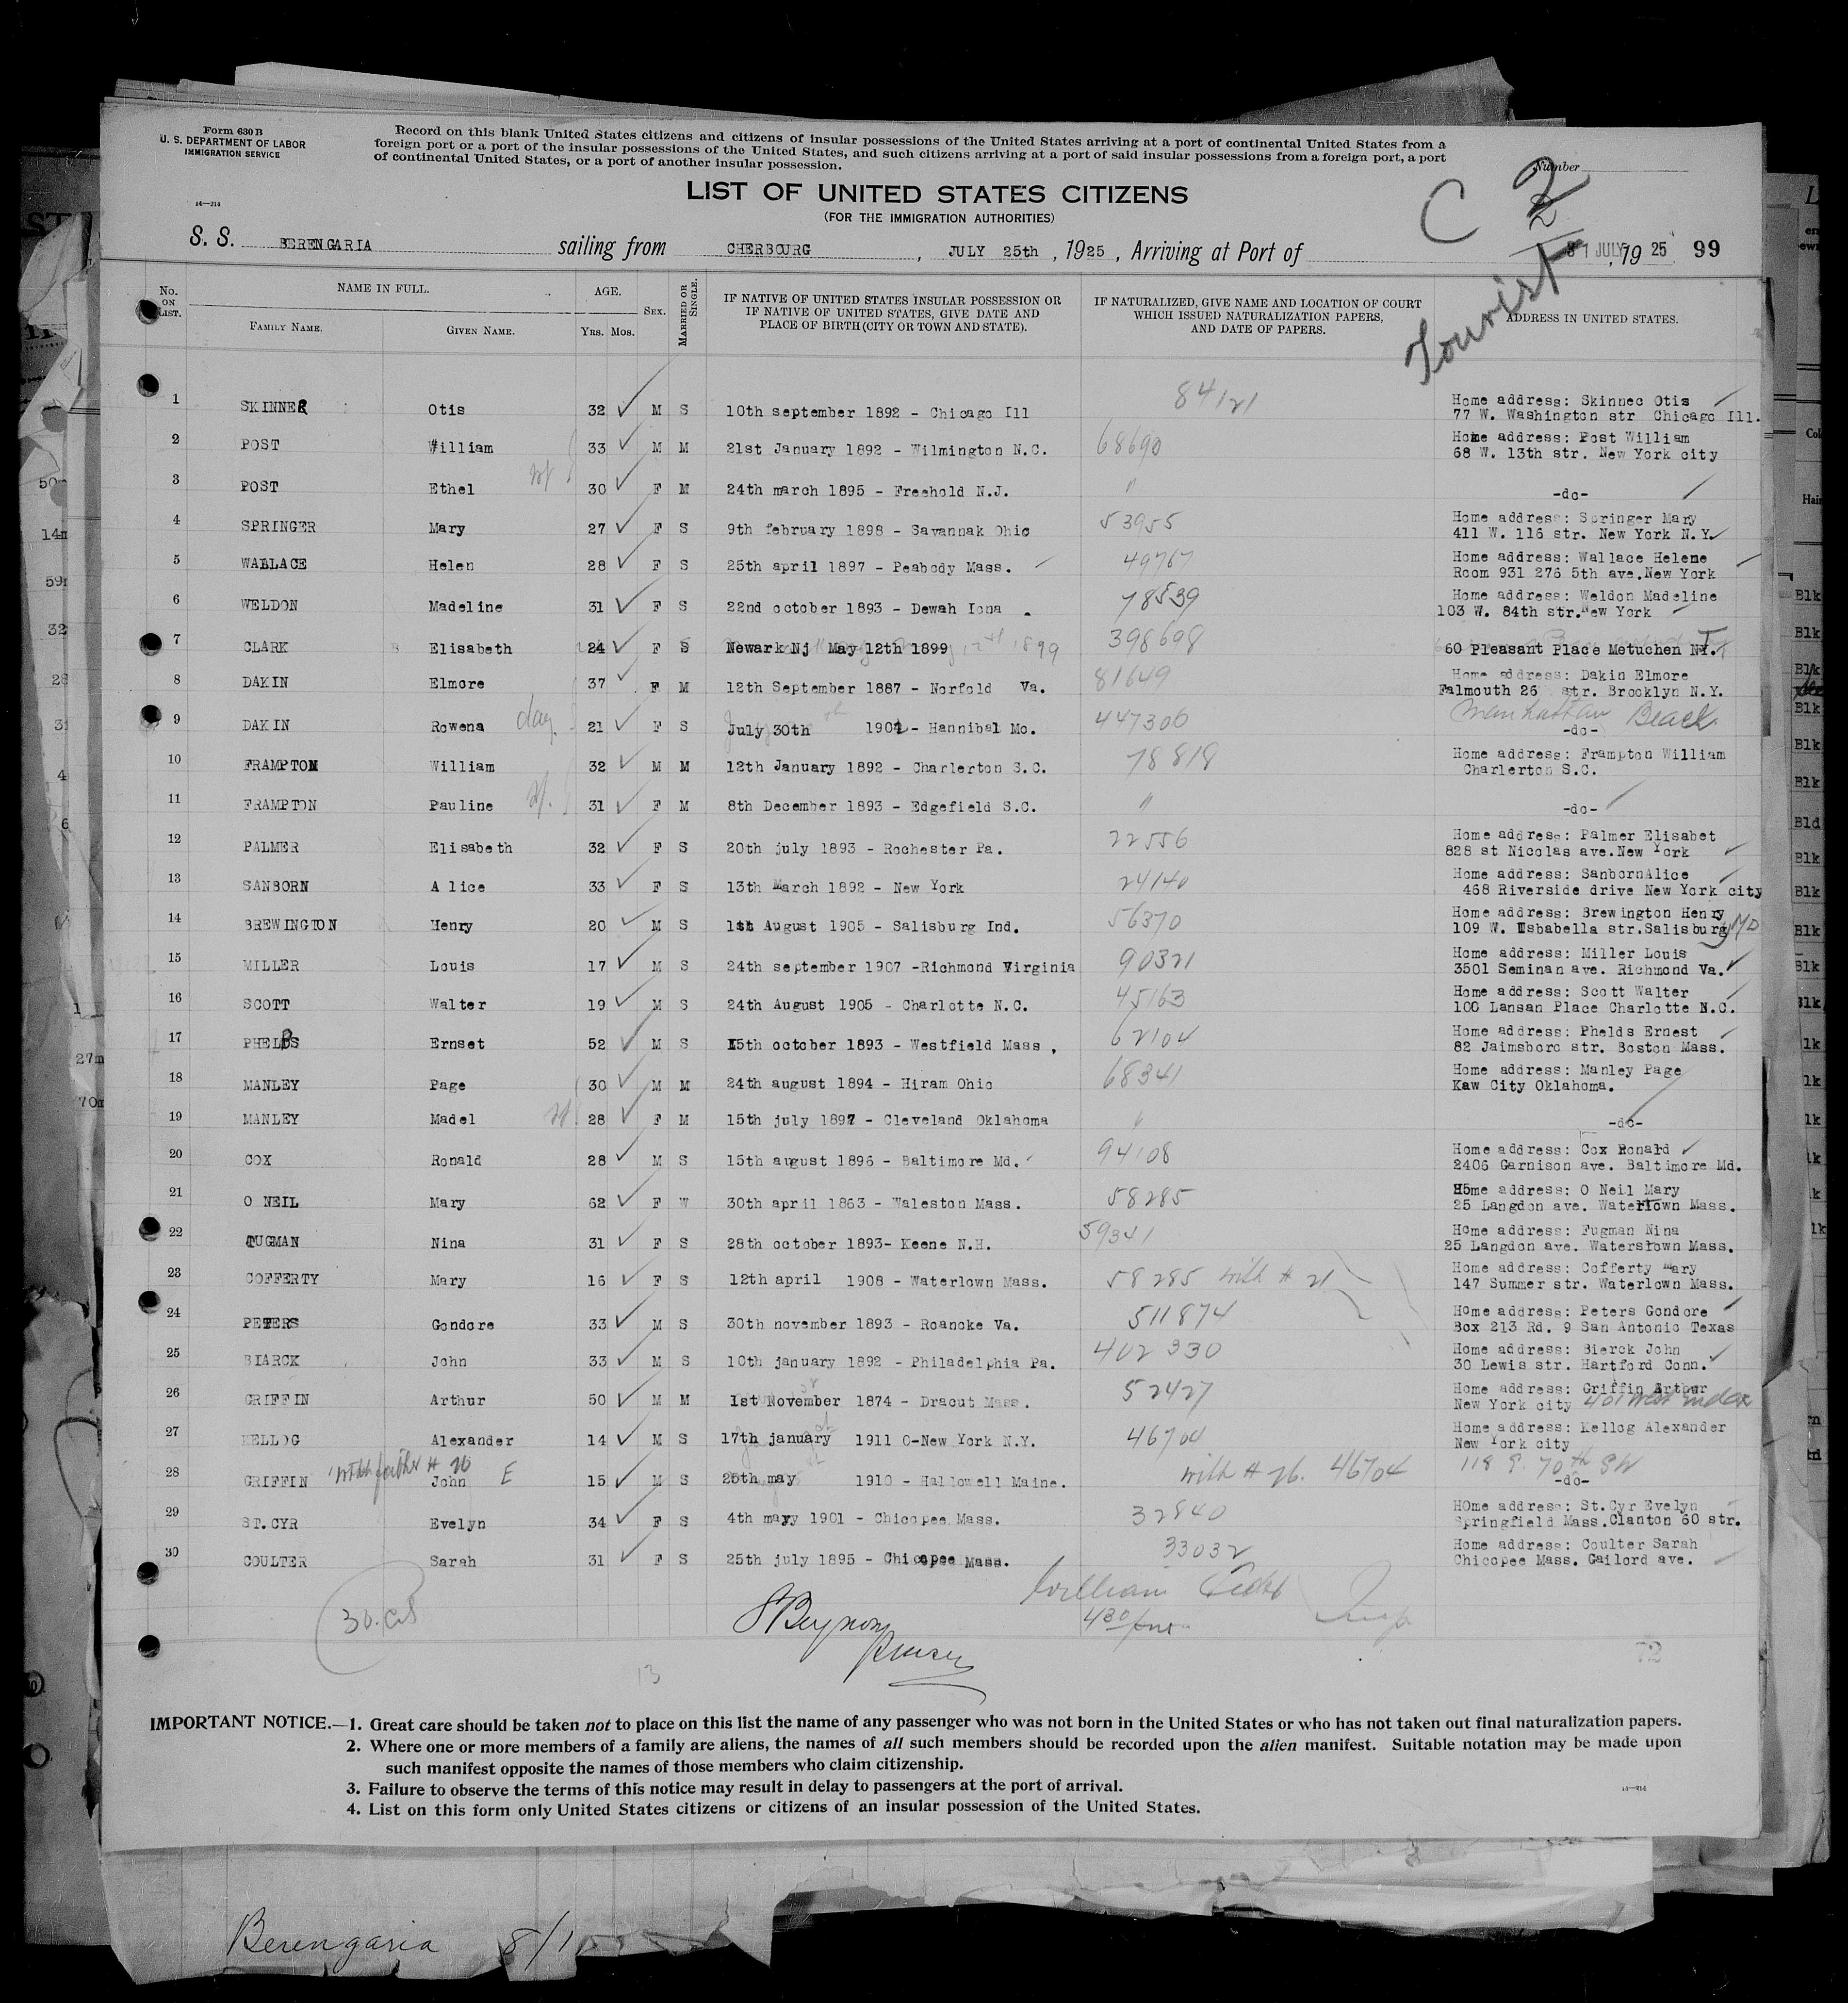 Form 630 B
U. S. DEPARTMENT OF LABOR
IMMIGRATION SERVICE
Record on this blank United States citizens and citizens of insular possessions of the United States arriving at a port of continental United States from a
foreign port or a port of the insular possessions of the United States, and such citizens arriving at a port of said insular possessions from a foreign port, a port
of continental United States, or a port of another insular possession.
Number
C 2
LIST OF UNITED STATES CITIZENS
(FOR THE IMMIGRATION AUTHORITIES)
14—214
S. S. BERENGARIA sailing from CHERBOURG, JULY 25th, 1925, Arriving at Port of 31 JULY, 1925 99
Tourist
No. ON LIST. NAME IN FULL. FAMILY NAME. GIVEN NAME. AGE. Yrs. Mos. SEX. MARRIED OR SINGLE. IF NATIVE OF UNITED STATES INSULAR POSSESSION OR IF NATIVE OF UNITED STATES, GIVE DATE AND PLACE OF BIRTH (CITY OR TOWN AND STATE). IF NATURALIZED, GIVE NAME AND LOCATION OF COURT WHICH ISSUED NATURALIZATION PAPERS, AND DATE OF PAPERS. ADDRESS IN UNITED STATES.
1 SKINNER Otis 32 M S 10th september 1892 - Chicago Ill 84121 Home address: Skinnec Otis
77 W. Washington str Chicago Ill.
2 POST William 33 M M 21st January 1892 - Wilmington N.C. 68690 Home address: Post William
68 W. 13th str. New York city
3 POST Ethel 30 F M 24th march 1895 - Freehold N.J. " -do-
4 SPRINGER Mary 27 F S 9th february 1898 - Savannak Ohio 53955 Home address: Springer Mary
411 W. 116 str. New York N.Y.
5 WALLACE Helen 28 F S 25th april 1897 - Peabody Mass. 49767 Home address: Wallace Helene
Room 931 276 5th ave.New York
6 WELDON Madeline 31 F S 22nd october 1893 - Dewah Iona 78539 Home address: Weldon Madeline
103 W. 84th str.New York
7 CLARK Elisabeth 24 F S Newark Nj May 12th 1899 398698 60 Pleasant Place Metuchen NJ.
8 DAKIN Elmore 37 F M 12th September 1887 - Norfold Va. 81649 Home address: Dakin Elmore
Falmouth 26 str. Brooklyn N.Y.
Manhattan Beach
9 DAKIN Rowena 21 F S July 30th 1902 - Hannibal Mo. 447306 -do-
10 FRAMPTON William 32 M M 12th January 1892 - Charlerton S.C. 78818 Home address: Frampton William
Charlerton S.C.
11 FRAMPTON Pauline 31 F M 8th December 1893 - Edgefield S.C. " -do-
12 PALMER Elisabeth 32 F S 20th july 1893 - Rochester Pa. 22556 Home address: Palmer Elisabet
828 st Nicolas ave.New York
13 SANBORN Alice 33 F S 13th March 1892 - New York 24140 Home address: SanbornAlice
468 Riverside drive New York city
14 BREWINGTON Henry 20 M S 1st August 1905 - Salisburg Ind. 56370 Home address: Brewington Henry
109 W. Isbabella str.Salisburg MD
15 MILLER Louis 17 M S 24th september 1907 -Richmond Virginia 90321 Home address: Miller Louis
3501 Seminan ave. Richmond Va.
16 SCOTT Walter 19 M S 24th August 1905 - Charlotte N.C. 45163 Home address: Scott Walter
100 Lansan Place Charlotte N.C.
17 PHELPS Ernset 52 M S 15th october 1893 - Westfield Mass. 62104 Home address: Phelds Ernest
82 Jaimsboro str. Boston Mass.
18 MANLEY Page 30 M M 24th august 1894 - Hiram Ohio 68341 Home address: Manley Page
Kaw City Oklahoma.
19 MANLEY Madel 28 F M 15th july 1897 - Cleveland Oklahoma " -do-
20 COX Ronald 28 M S 15th august 1896 - Baltimore Md. 94108 Home address: Cox Ronald
2406 Garnison ave. Baltimore Md.
21 O NEIL Mary 62 F W 30th april 1863 - Waleston Mass. 58285 Home address: O Neil Mary
25 Langdon ave. Watertown Mass.
22 TUGMAN Nina 31 F S 28th october 1893- Keene N.H. 59341 Home address: Fugman Nina
25 Langdon ave. Waterstown Mass.
23 COFFERTY Mary 16 F S 12th april 1908 - Waterlown Mass. 58285 with # 21 Home address: Cofferty Mary
147 Summer str. Waterlown Mass.
24 PETERS Gondore 33 M S 30th november 1893 - Roanoke Va. 511874 Home address: Peters Gondore
Box 213 Rd. 9 San Antonio Texas
25 BIARCK John 33 M S 10th january 1892 - Philadelphia Pa. 402330 Home address: Bierck John
30 Lewis str. Hartford Conn.
26 GRIFFIN Arthur 50 M M 1st November 1874 - Dracut Mass. 52427 Home address: Griffin Arthur
New York city 401 West End ave
27 KELLOG Alexander 14 M S 17th january 1911 O-New York N.Y. 46704 Home address: Kellog Alexander
New York city
118 E. 70th St
with father # 26
28 GRIFFIN John E 15 M S 25th may 1910 - Hallowell Maine. with # 26. 46704 -do-
29 ST.CYR Evelyn 34 F S 4th mayy 1901 - Chicopee Mass. 32840 HOme address: St.Cyr Evelyn
Springfield Mass.Clanton 60 str.
30 COULTER Sarah 31 F S 25th july 1895 - Chicopee Mass. 33032 Home address: Coulter Sarah
Chicopee Mass. Gailord ave.
William
Insp.
72
13
IMPORTANT NOTICE.—1. Great care should be taken not to place on this list the name of any passenger who was not born in the United States or who has not taken out final naturalization papers.
2. Where one or more members of a family are aliens, the names of all such members should be recorded upon the alien manifest. Suitable notation may be made upon
such manifest opposite the names of those members who claim citizenship.
3. Failure to observe the terms of this notice may result in delay to passengers at the port of arrival.
4. List on this form only United States citizens or citizens of an insular possession of the United States.
14—214
Berengaria 8/1